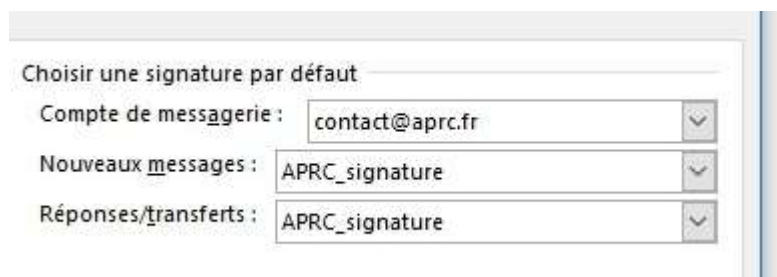 Choisir une signature par défaut
Compte de messagerie : contact@aprc.fr
Nouveaux messages : APRC_signature
Réponses/transferts : APRC_signature